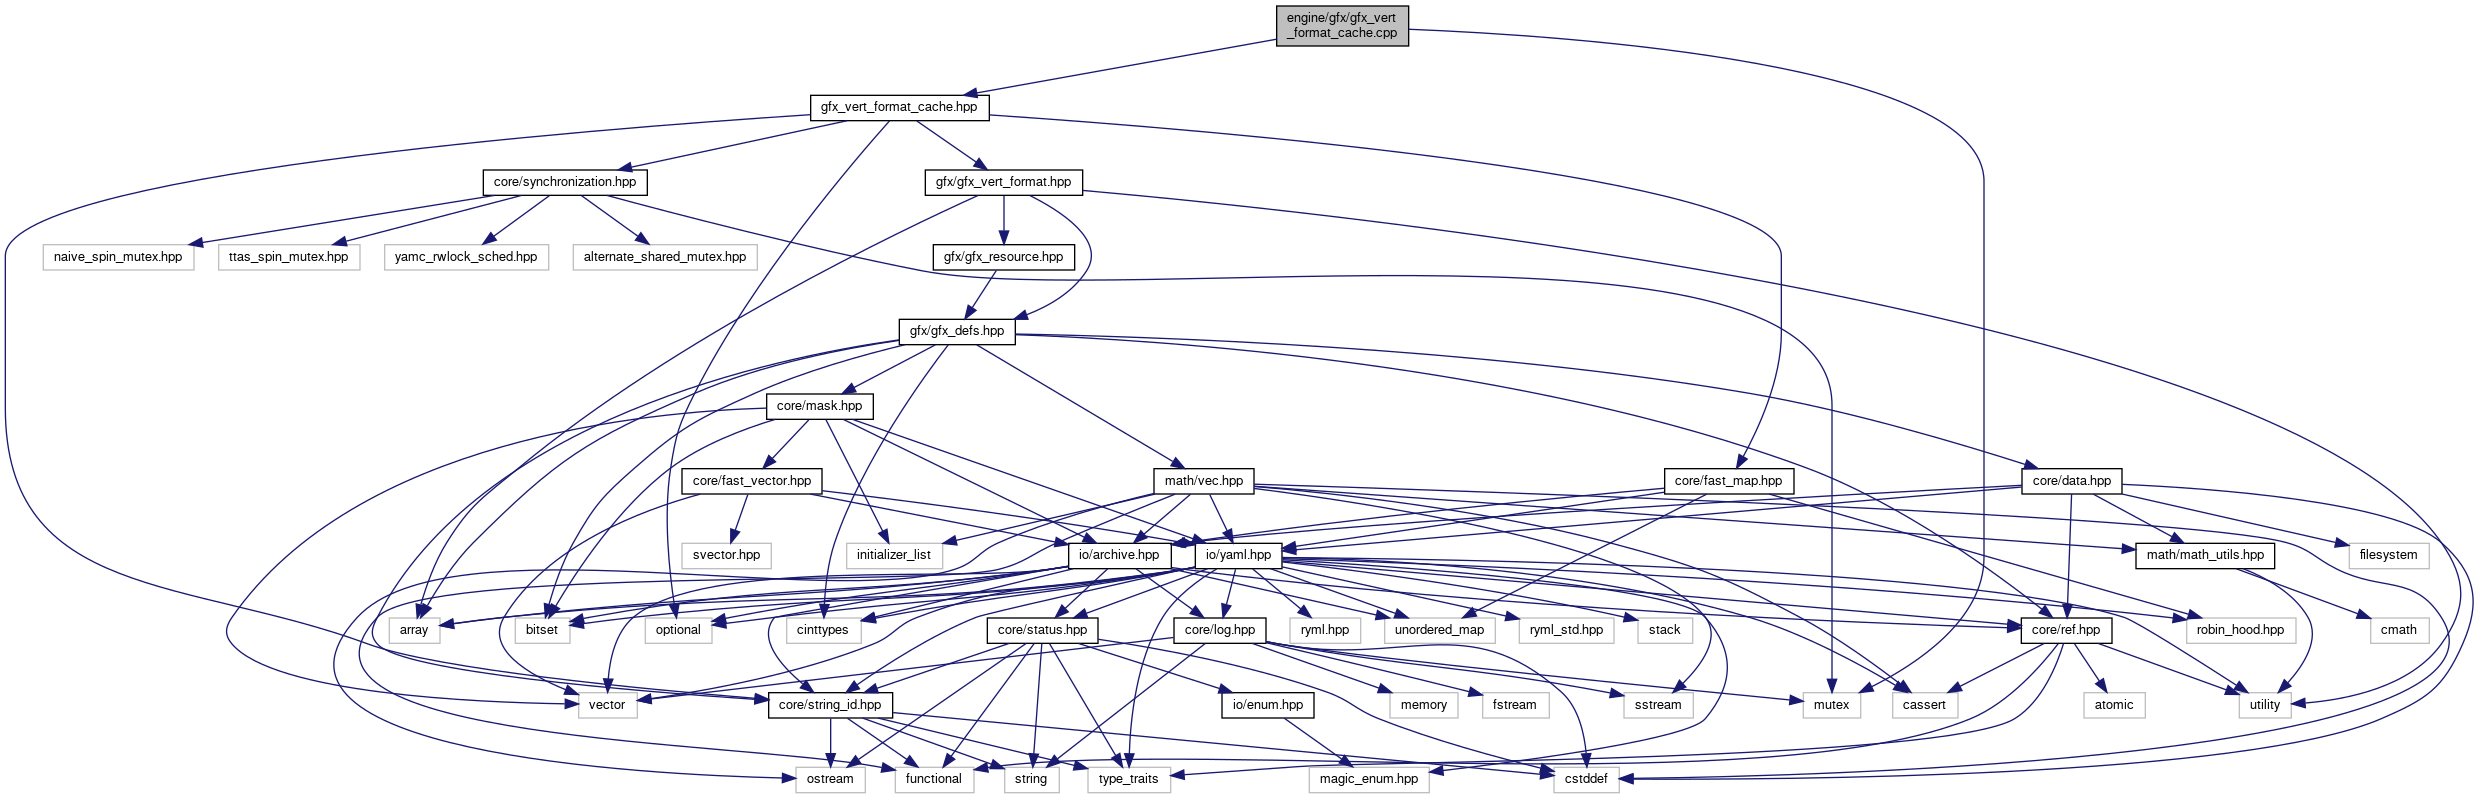 engine/gfx/gfx_vert
_format_cache.cpp
gfx_vert_format_cache.hpp
core/synchronization.hpp
gfx/gfx_vert_format.hpp
naive_spin_mutex.hpp
ttas_spin_mutex.hpp
yamc_rwlock_sched.hpp
alternate_shared_mutex.hpp
gfx/gfx_resource.hpp
gfx/gfx_defs.hpp
core/mask.hpp
core/fast_vector.hpp
math/vec.hpp
core/fast_map.hpp
core/data.hpp
svector.hpp
initializer_list
io/archive.hpp
io/yaml.hpp
math/math_utils.hpp
filesystem
array
bitset
optional
cinttypes
core/status.hpp
core/log.hpp
ryml.hpp
unordered_map
ryml_std.hpp
stack
core/ref.hpp
robin_hood.hpp
cmath
vector
core/string_id.hpp
io/enum.hpp
memory
fstream
sstream
mutex
cassert
atomic
utility
ostream
functional
string
type_traits
magic_enum.hpp
cstddef